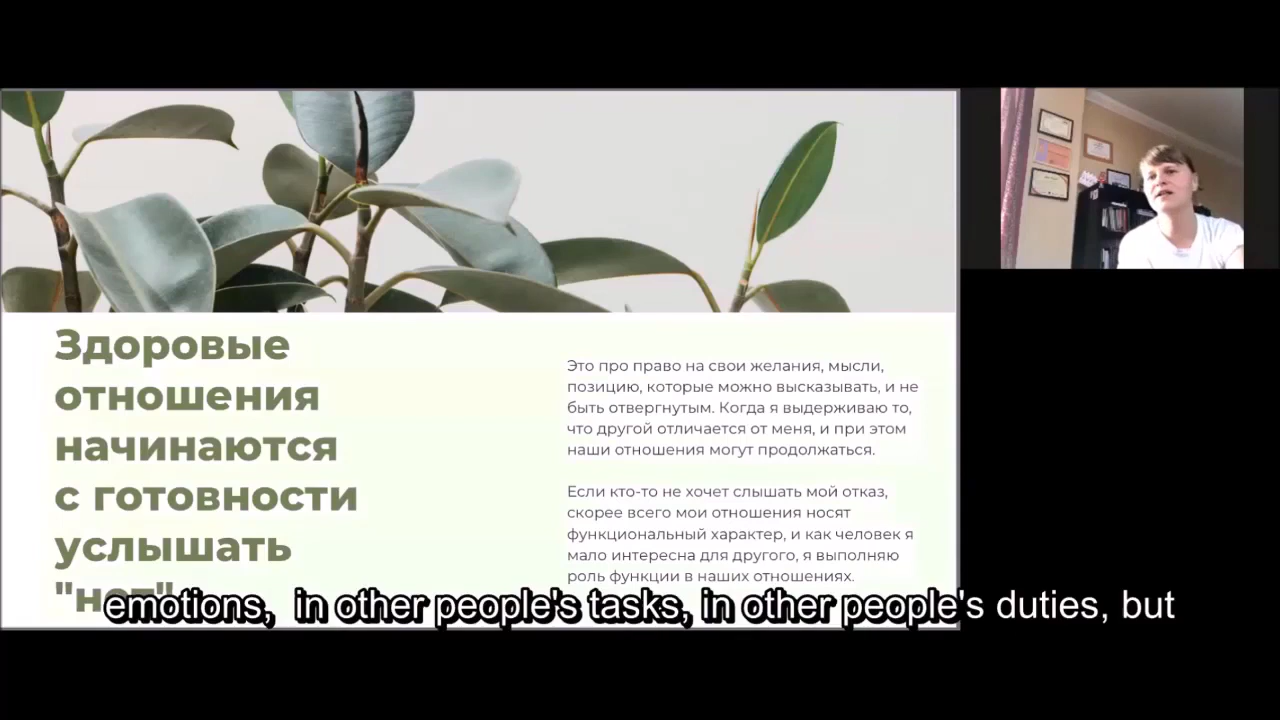 Здоровые
отношения
начинаются
с готовности
услышать
"нет"
Это про право на свои желания, мысли,
позицию, которые можно высказывать, и не
быть отвергнутым. Когда я выдерживаю то,
что другой отличается от меня, и при этом
наши отношения могут продолжаться.
Если кто-то не хочет слышать мой отказ,
скорее всего мои отношения носят
функциональный характер, и как человек я
мало интересна для другого, я выполняю
роль функции в наших отношениях.
emotions, in other people's tasks, in other people's duties, but